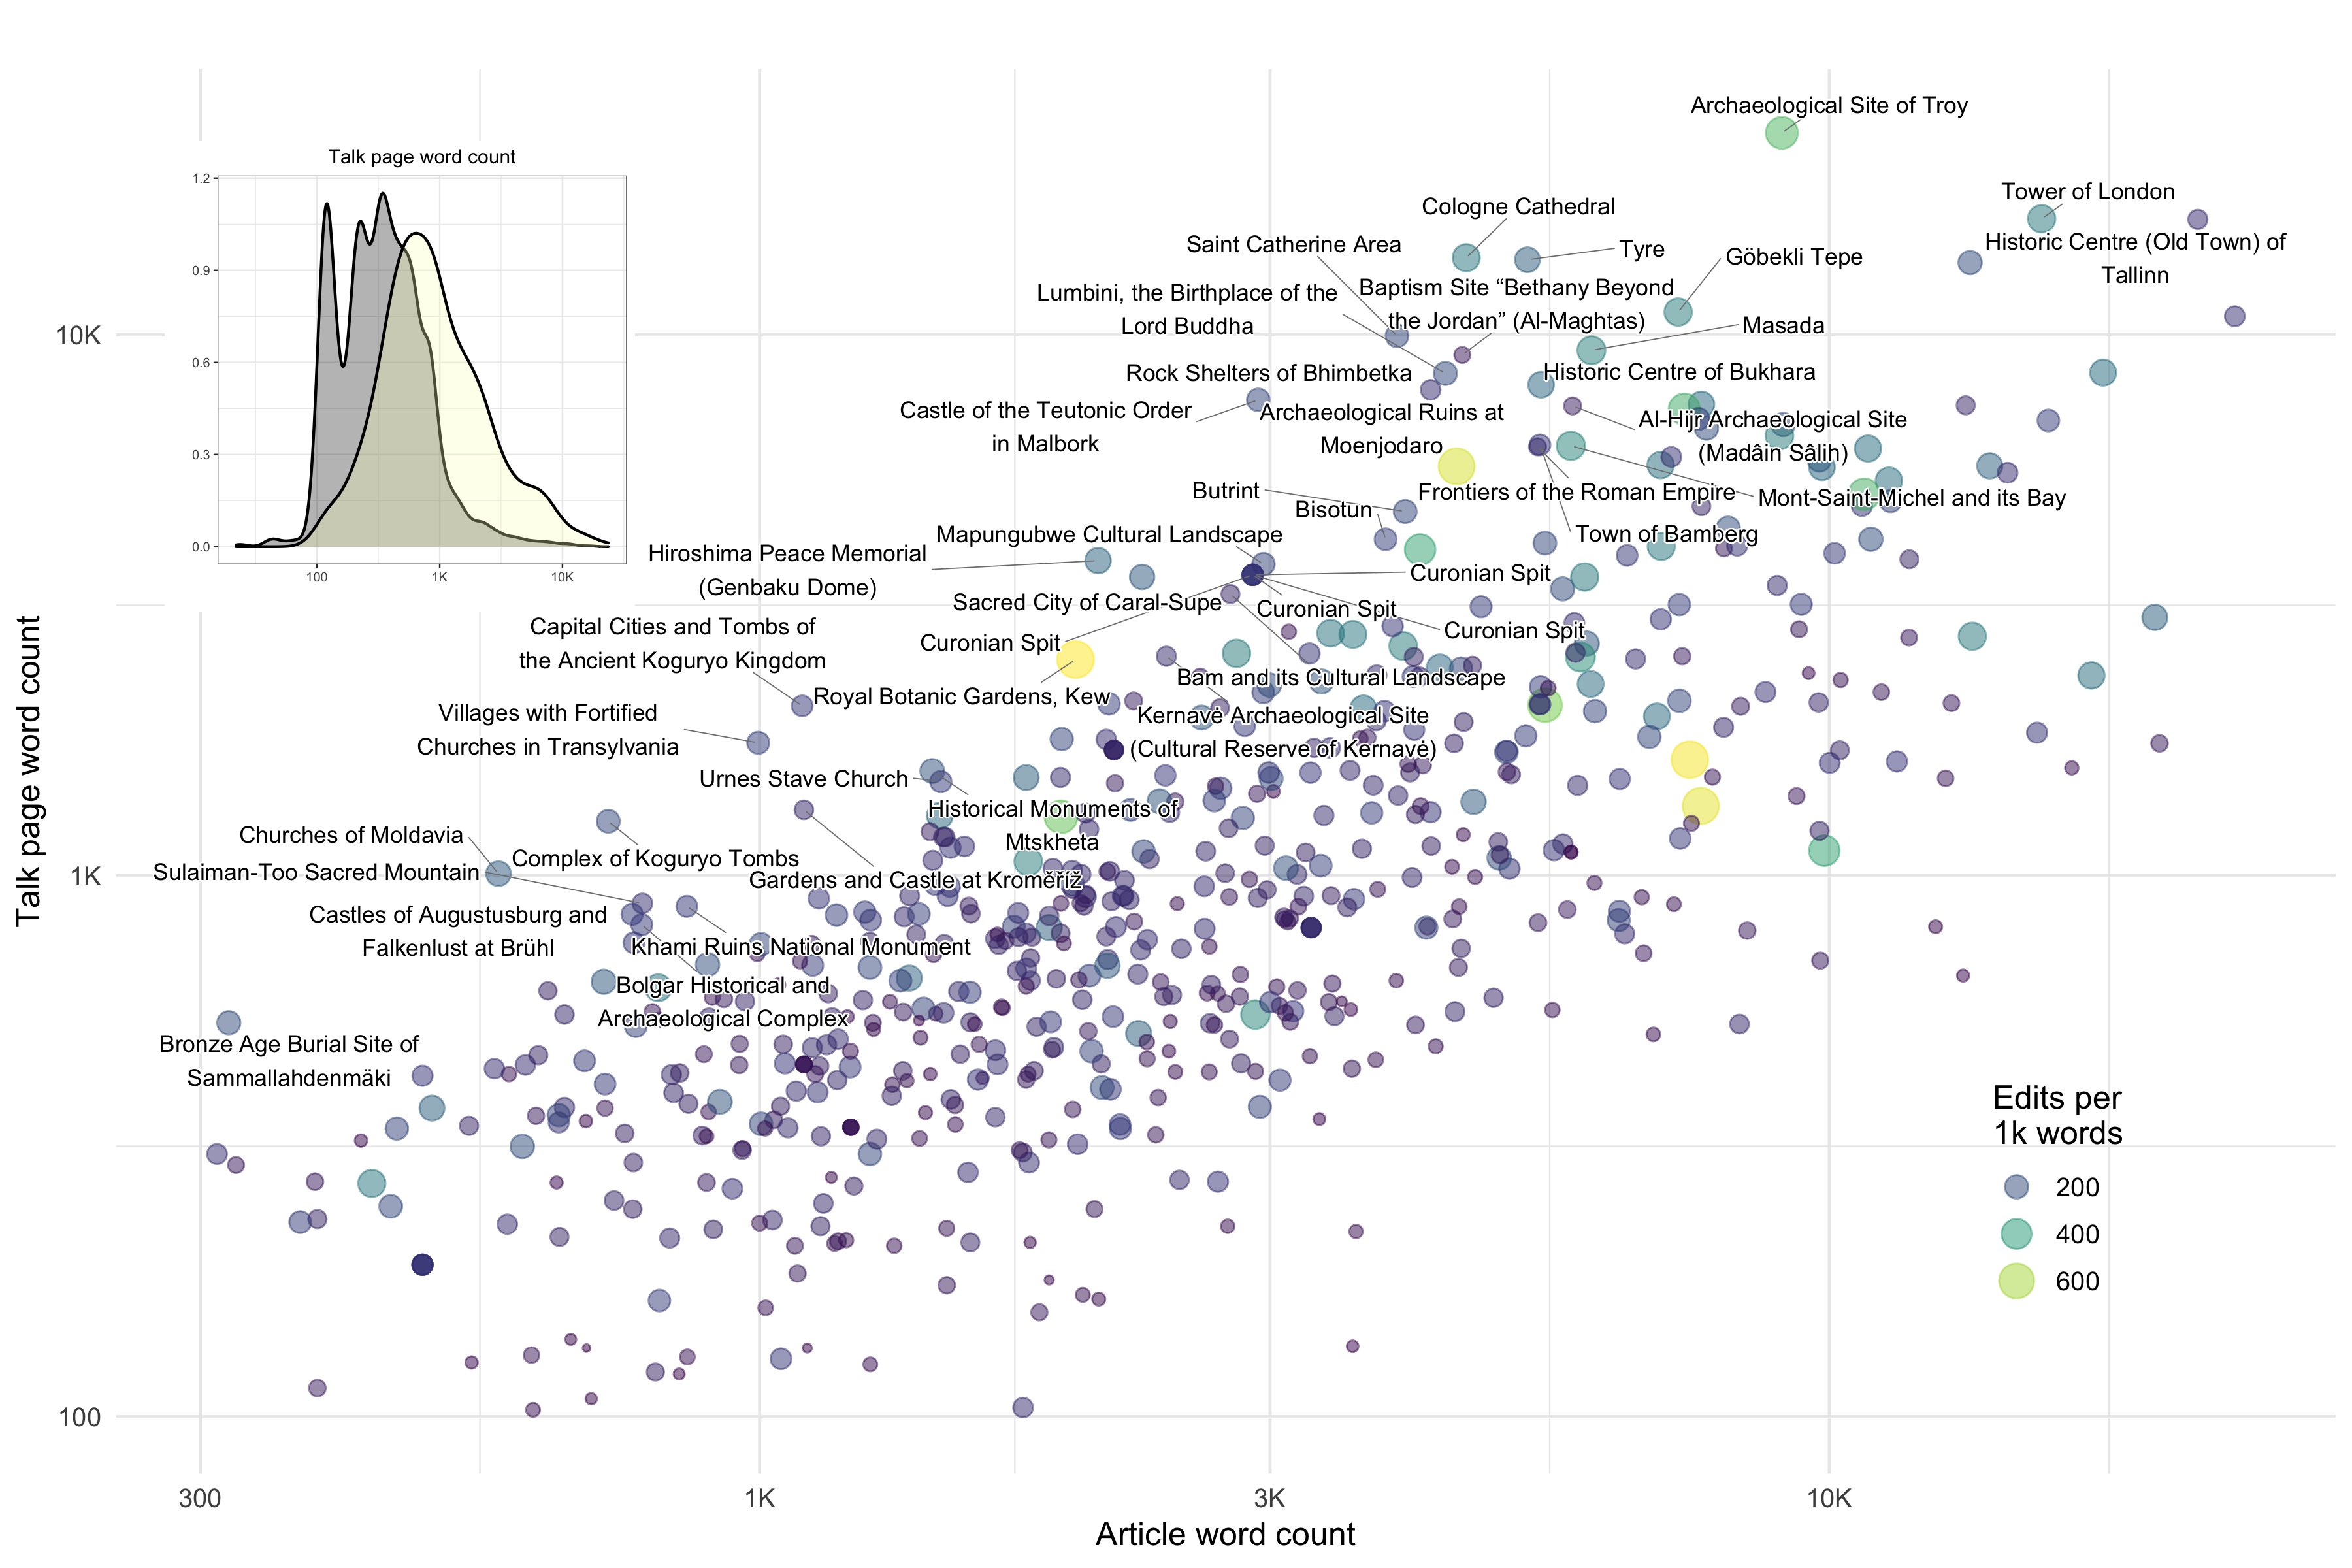 Archaeological Site of Troy
Talk page word count
1.2
0.9
0.6
0.3
0.0
100
1K
10K
Tower of London
Cologne Cathedral
Saint Catherine Area
Tyre
Historic Centre (Old Town) of
Tallinn
Göbekli Tepe
Lumbini, the Birthplace of the
Lord Buddha
Baptism Site “Bethany Beyond
the Jordan” (Al-Maghtas)
Masada
Rock Shelters of Bhimbetka
Historic Centre of Bukhara
Castle of the Teutonic Order
in Malbork
Archaeological Ruins at
Moenjodaro
Al-Hijr Archaeological Site
(Madâin Sâlih)
Butrint
Frontiers of the Roman Empire
Mont-Saint-Michel and its Bay
Bisotun
Mapungubwe Cultural Landscape
Town of Bamberg
Hiroshima Peace Memorial
(Genbaku Dome)
Curonian Spit
Sacred City of Caral-Supe
Curonian Spit
Capital Cities and Tombs of
the Ancient Koguryo Kingdom
Curonian Spit
Curonian Spit
Royal Botanic Gardens, Kew
Bam and its Cultural Landscape
Villages with Fortified
Churches in Transylvania
Kernavė Archaeological Site
(Cultural Reserve of Kernavė)
Urnes Stave Church
Historical Monuments of
Mtskheta
Churches of Moldavia
Complex of Koguryo Tombs
Sulaiman-Too Sacred Mountain
Gardens and Castle at Kroměříž
Castles of Augustusburg and
Falkenlust at Brühl
Khami Ruins National Monument
Bolgar Historical and
Archaeological Complex
Bronze Age Burial Site of
Sammallahdenmäki
Talk page word count
10K
1K
100
300
1K
3K
10K
Article word count
Edits per
1k words
200
400
600